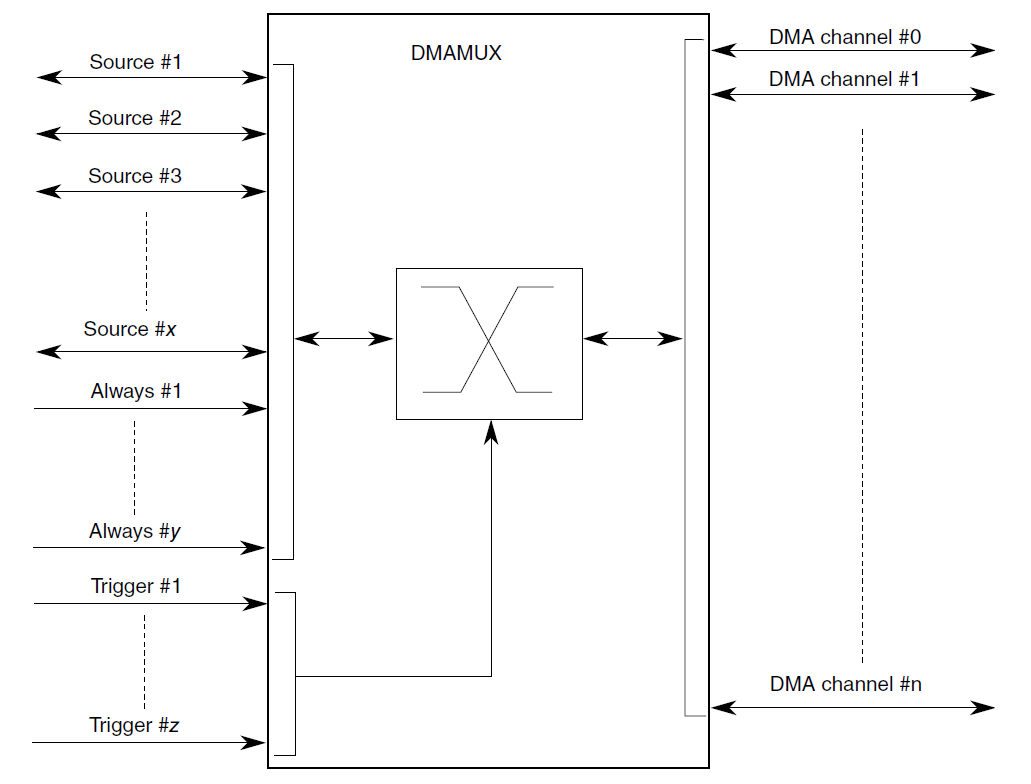 DMAMUX
Source #1
Source #2
Source #3
Source #x
Always #1
Always #y
Trigger #1
Trigger #z
DMA channel #0
DMA channel #1
DMA channel #n